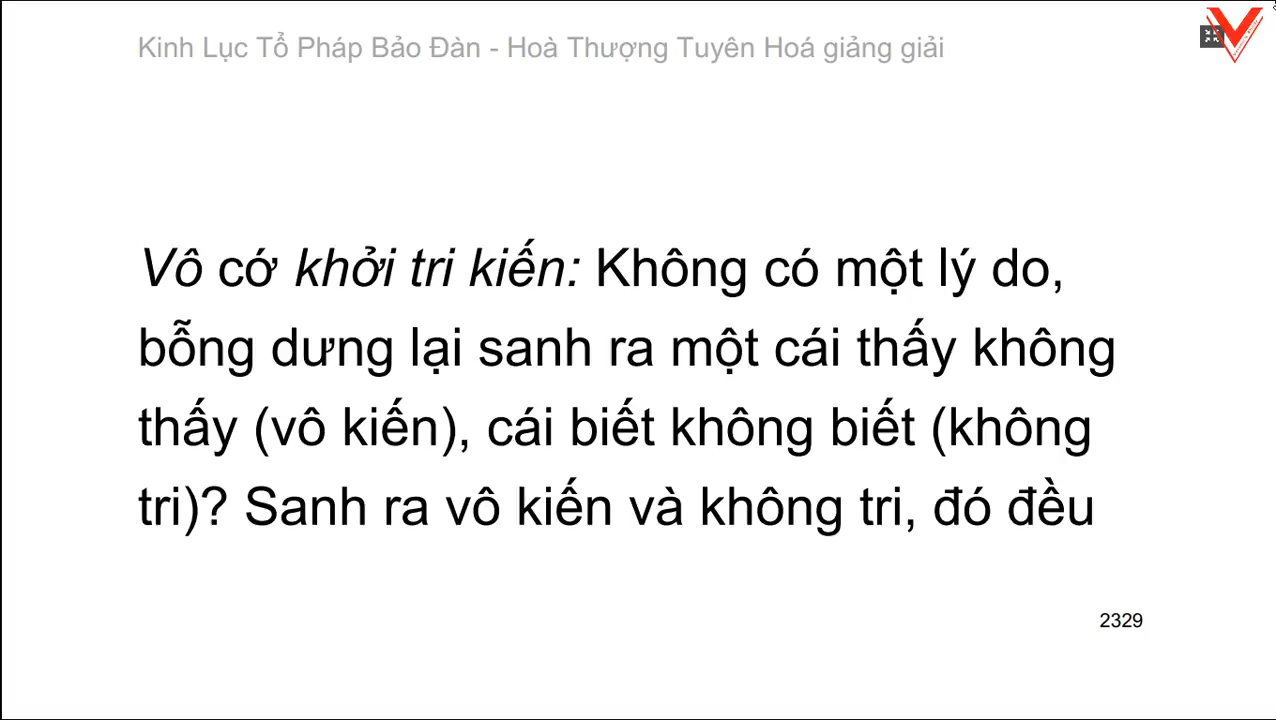 Kinh Lục Tổ Pháp Bảo Đàn - Hoà Thượng Tuyên Hoá giảng giải
Vô cớ khởi tri kiến: Không có một lý do,
bỗng dưng lại sanh ra một cái thấy không
thấy (vô kiến), cái biết không biết (không
tri)? Sanh ra vô kiến và không tri, đó đều
2329